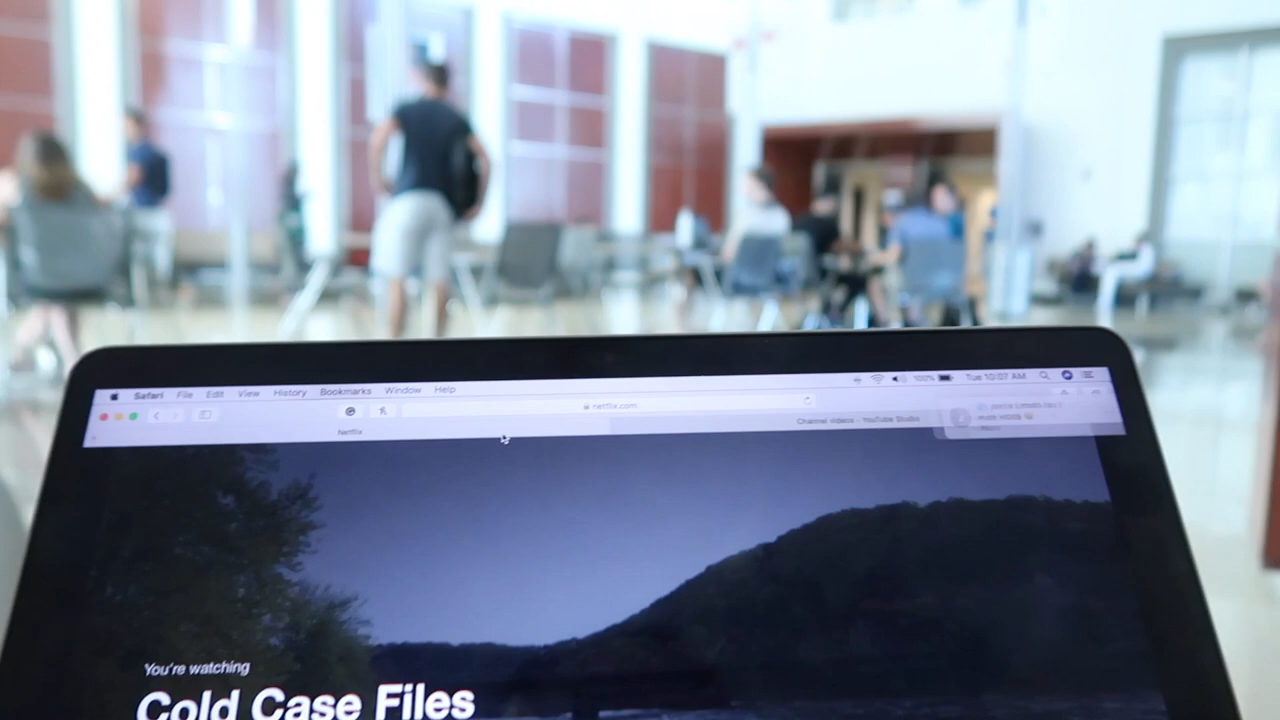 Safari File Edit View History Bookmarks Window Help 100% Tue 10:07 AM
netflix.com
Netflix Channel videos - YouTube Studio
You're watching
Cold Case Files